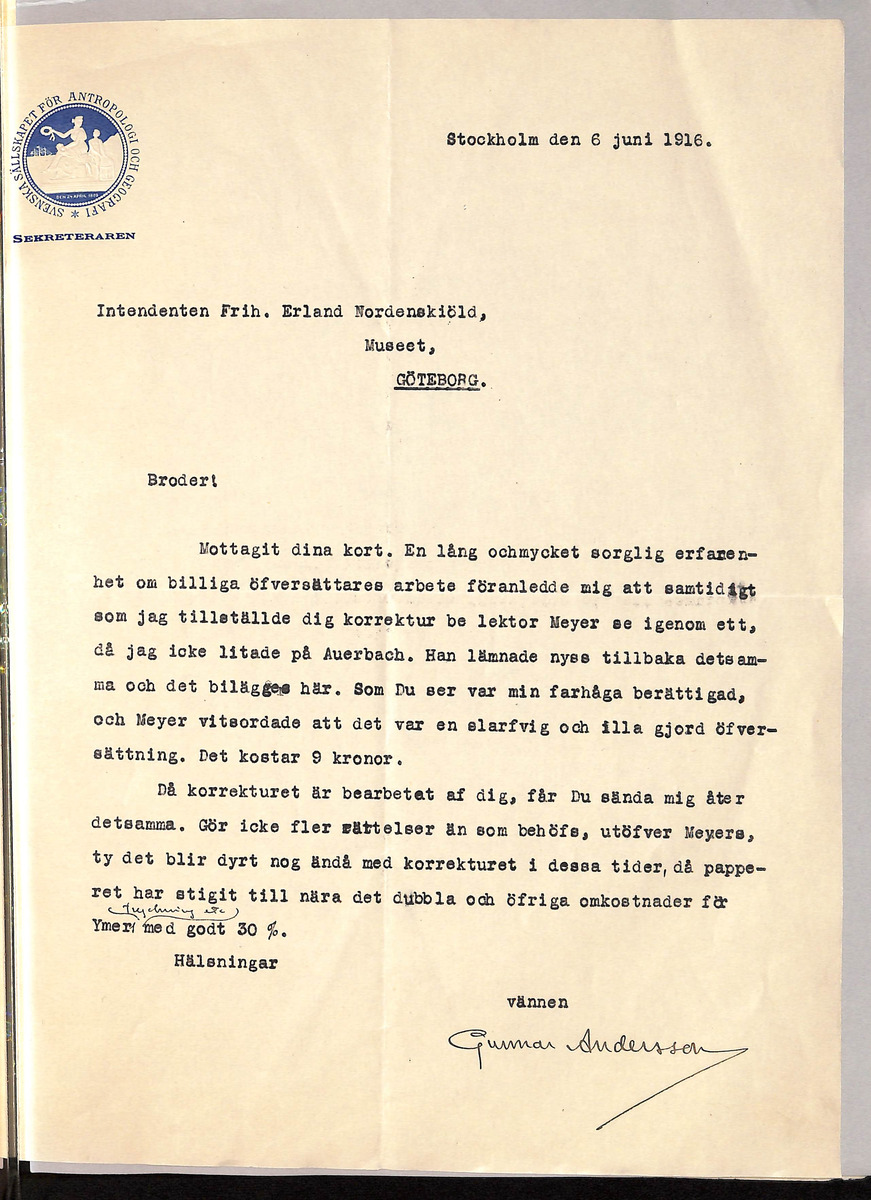 SVENSKA SÄLLSKAPET FÖR ANTROPOLOGI OCH GEOGRAFI *
SEKRETERAREN
Stockholm den 6 juni 1916.
Intendenten Frih. Erland Nordenskiöld,
Museet,
GÖTEBORG.
Broder!
Mottagit dina kort. En lång ochmycket sorglig erfaren-
het om billiga öfversättares arbete föranledde mig att samtidigt
som jag tillställde dig korrektur be lektor Meyer se igenom ett,
då jag icke litade på Auerbach. Han lämnade nyss tillbaka detsam-
ma och det bilägges här. Som Du ser var min farhåga berättigad,
och Meyer vitsordade att det var en slarfvig och illa gjord öfver-
sättning. Det kostar 9 kronor.
Då korrekturet är bearbetat af dig, får Du sända mig åter
detsamma. Gör icke fler rättelser än som behöfs, utöfver Meyers,
ty det blir dyrt nog ändå med korrekturet i dessa tider, då pappe-
ret har stigit till nära det dubbla och öfriga omkostnader för
(tryckning etc)
Ymer med godt 30 %.
Hälsningar
vännen
Gunnar Andersson